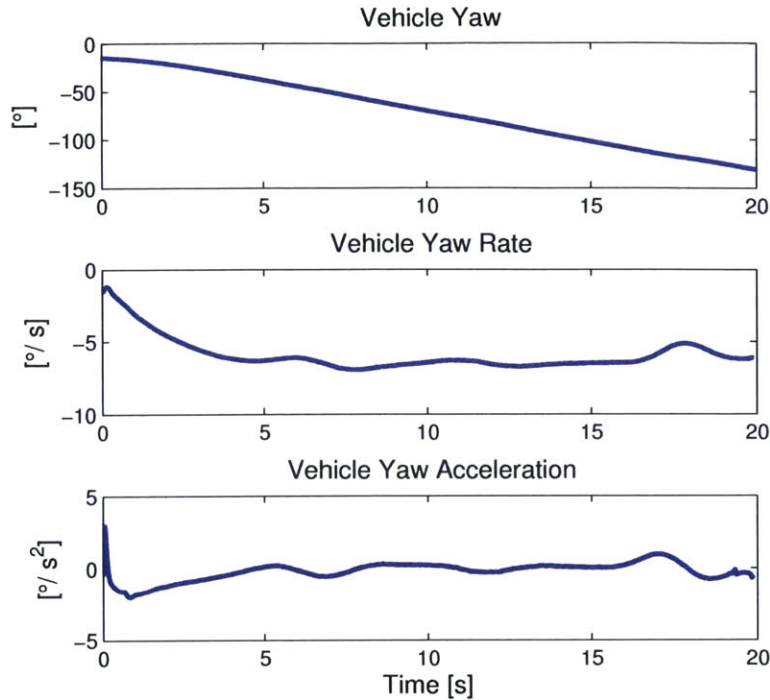 Vehicle Yaw
0
−50
−100
−150
[°]
0 5 10 15 20
Vehicle Yaw Rate
0
−5
−10
[°/ s]
0 5 10 15 20
Vehicle Yaw Acceleration
5
0
−5
[°/ s²]
0 5 10 15 20
Time [s]